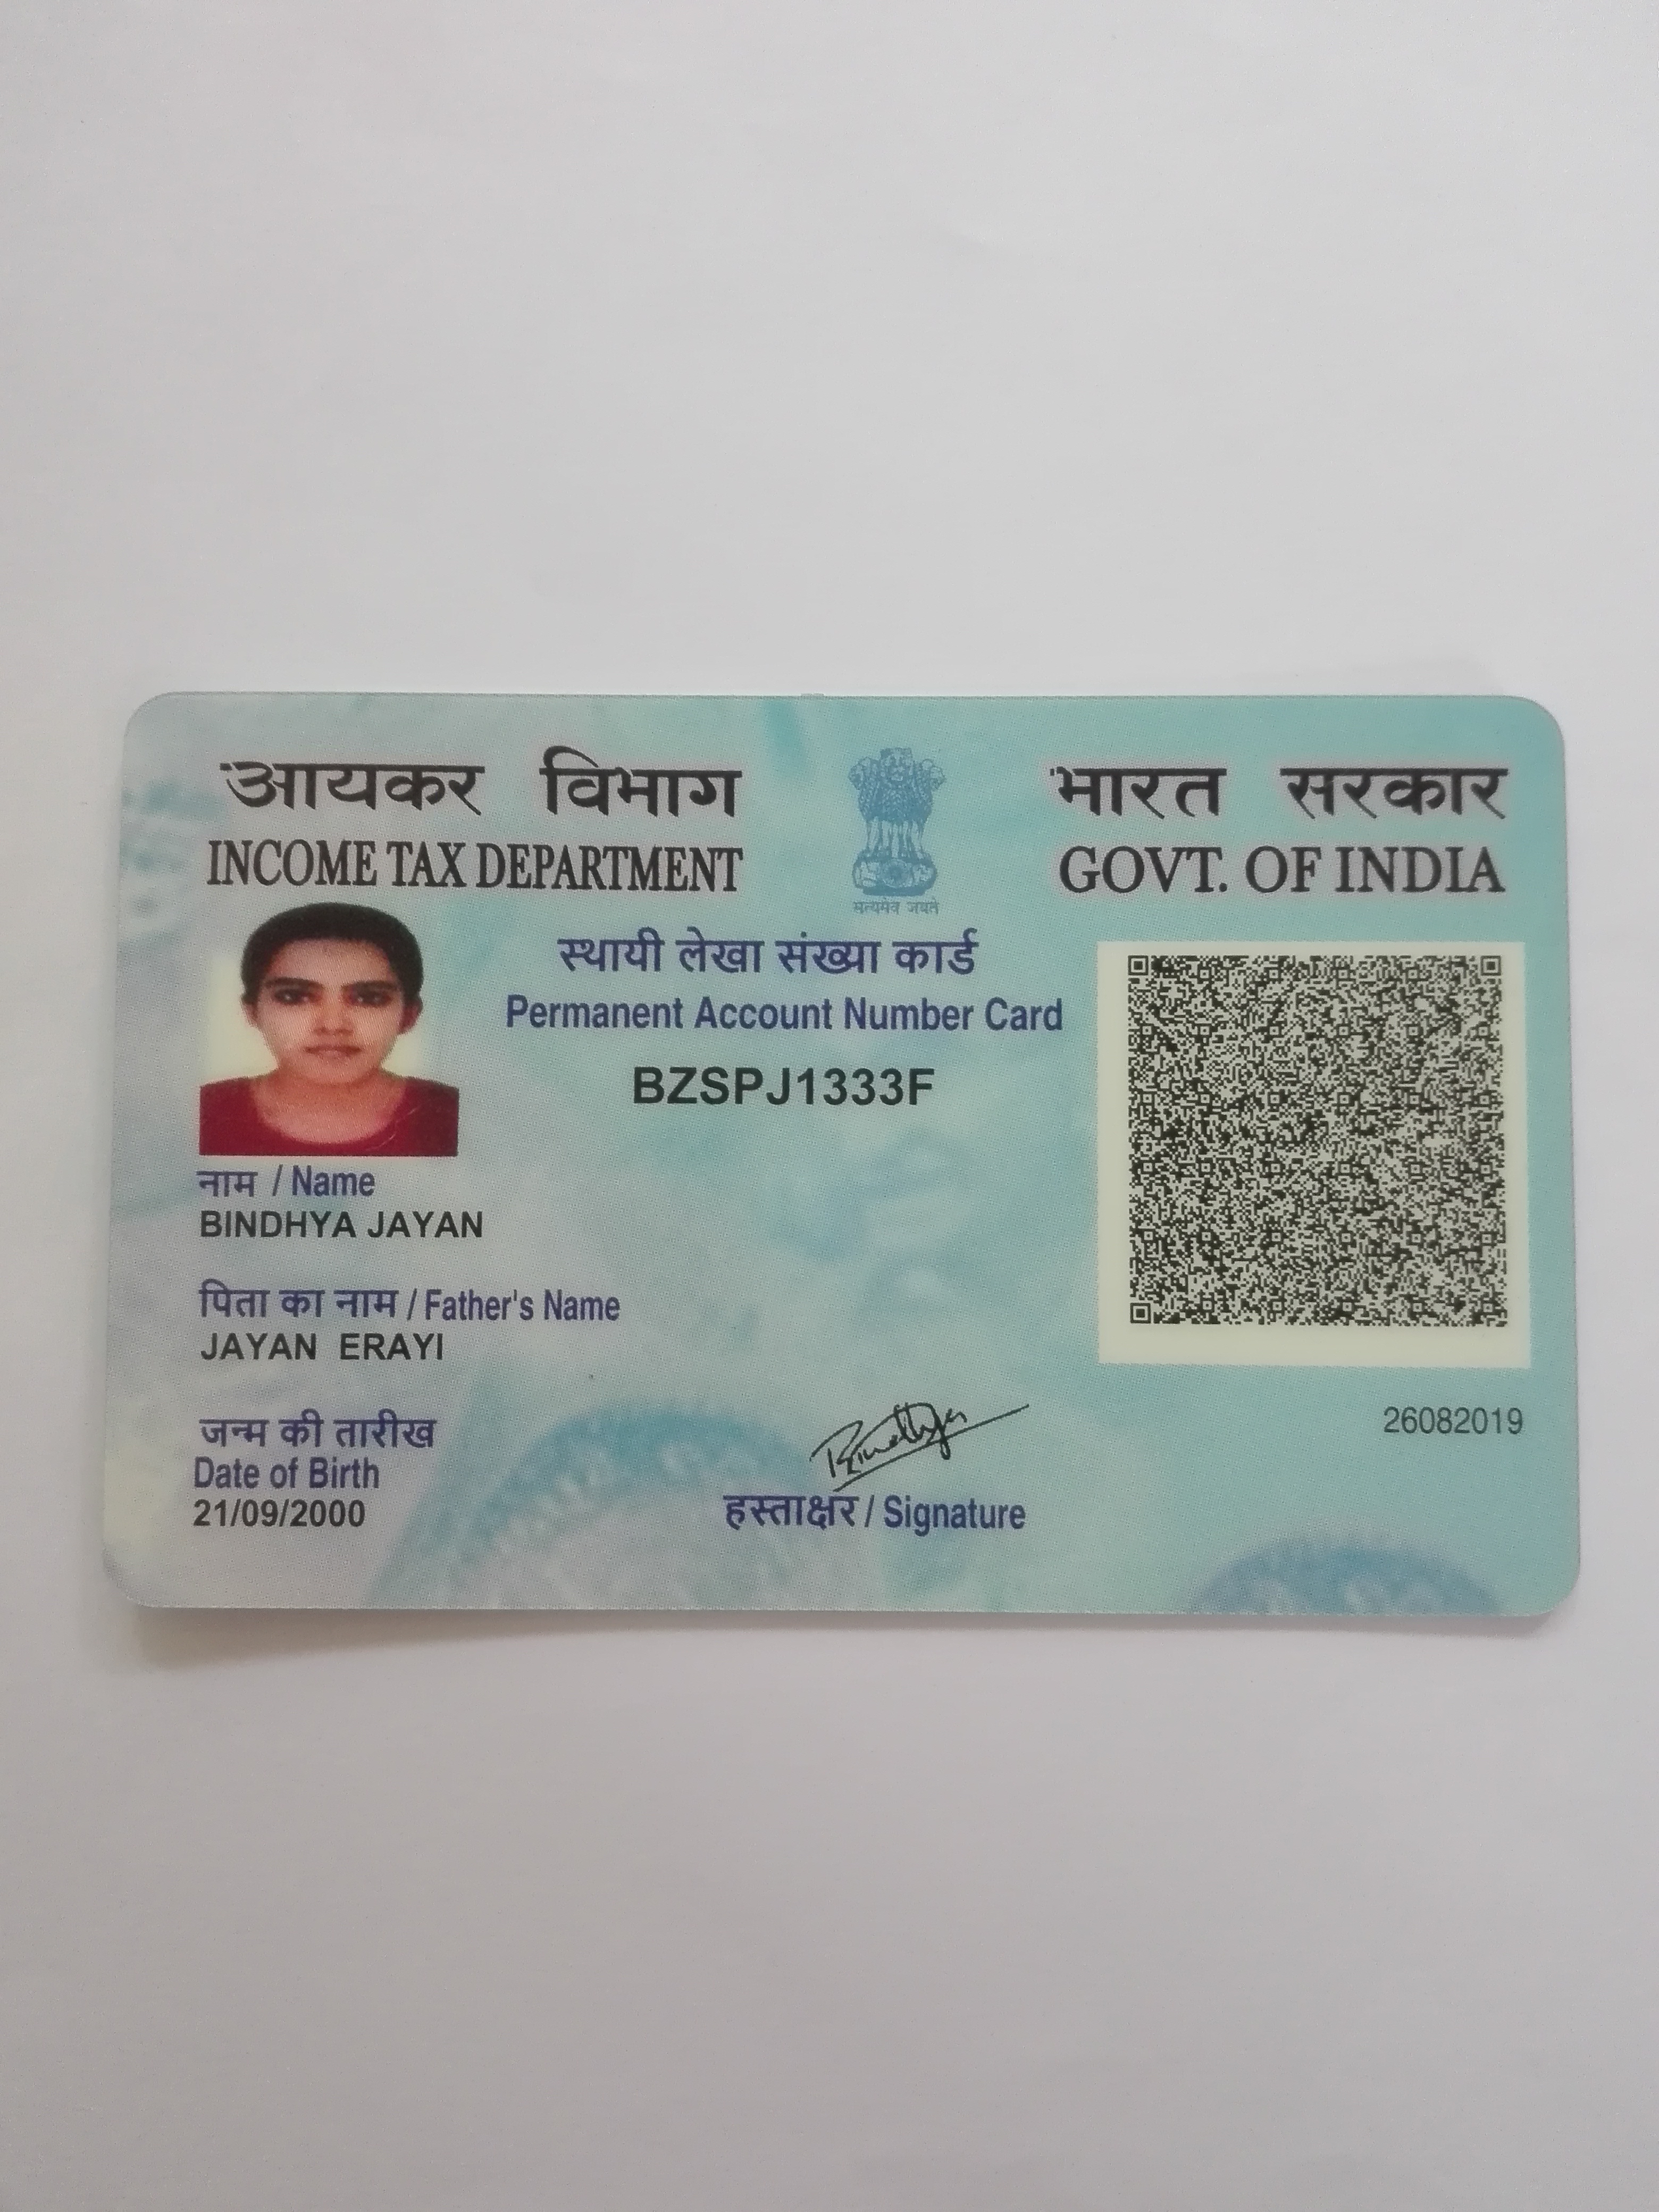 आयकर विभाग
INCOME TAX DEPARTMENT
भारत सरकार
GOVT. OF INDIA
सत्यमेव जयते
स्थायी लेखा संख्या कार्ड
Permanent Account Number Card
BZSPJ1333F
नाम / Name
BINDHYA JAYAN
पिता का नाम / Father's Name
JAYAN ERAYI
जन्म की तारीख
Date of Birth
21/09/2000
Bindhya
हस्ताक्षर / Signature
26082019